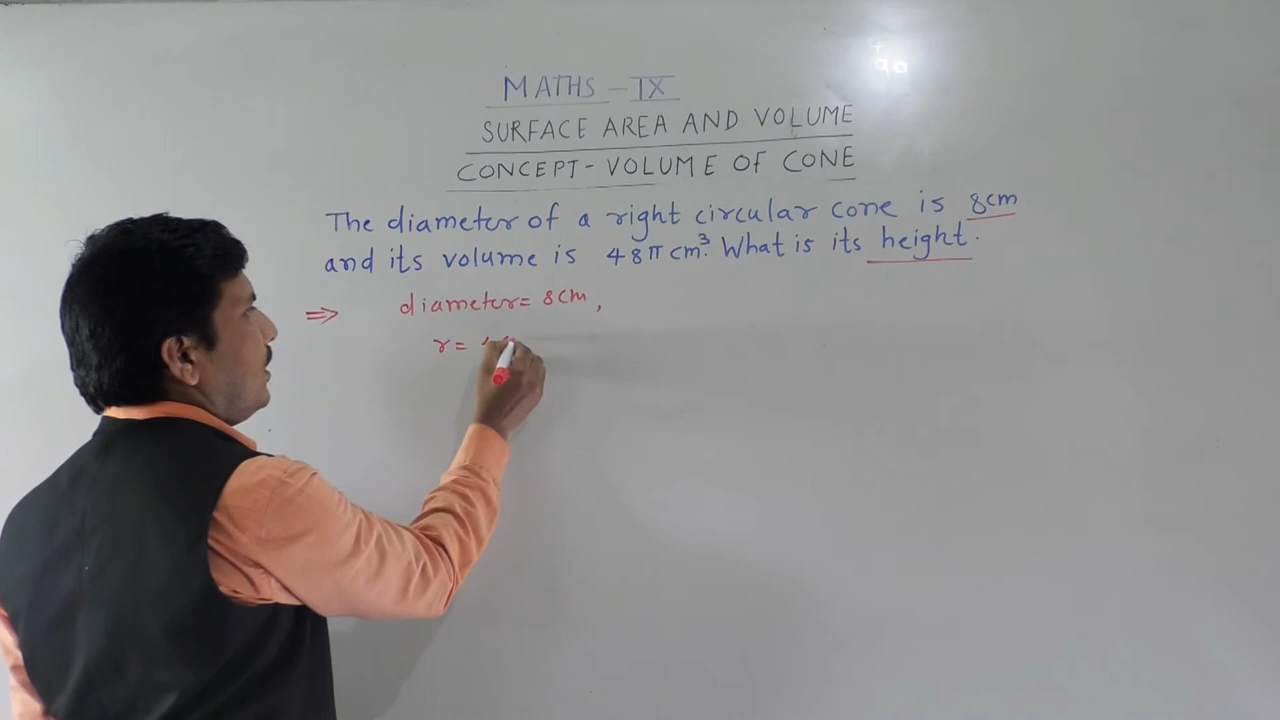 MATHS - IX
SURFACE AREA AND VOLUME
CONCEPT - VOLUME OF CONE
The diameter of a right circular cone is 8cm
and its volume is 48π cm³. What is its height.
⇒ diameter = 8cm,
r =